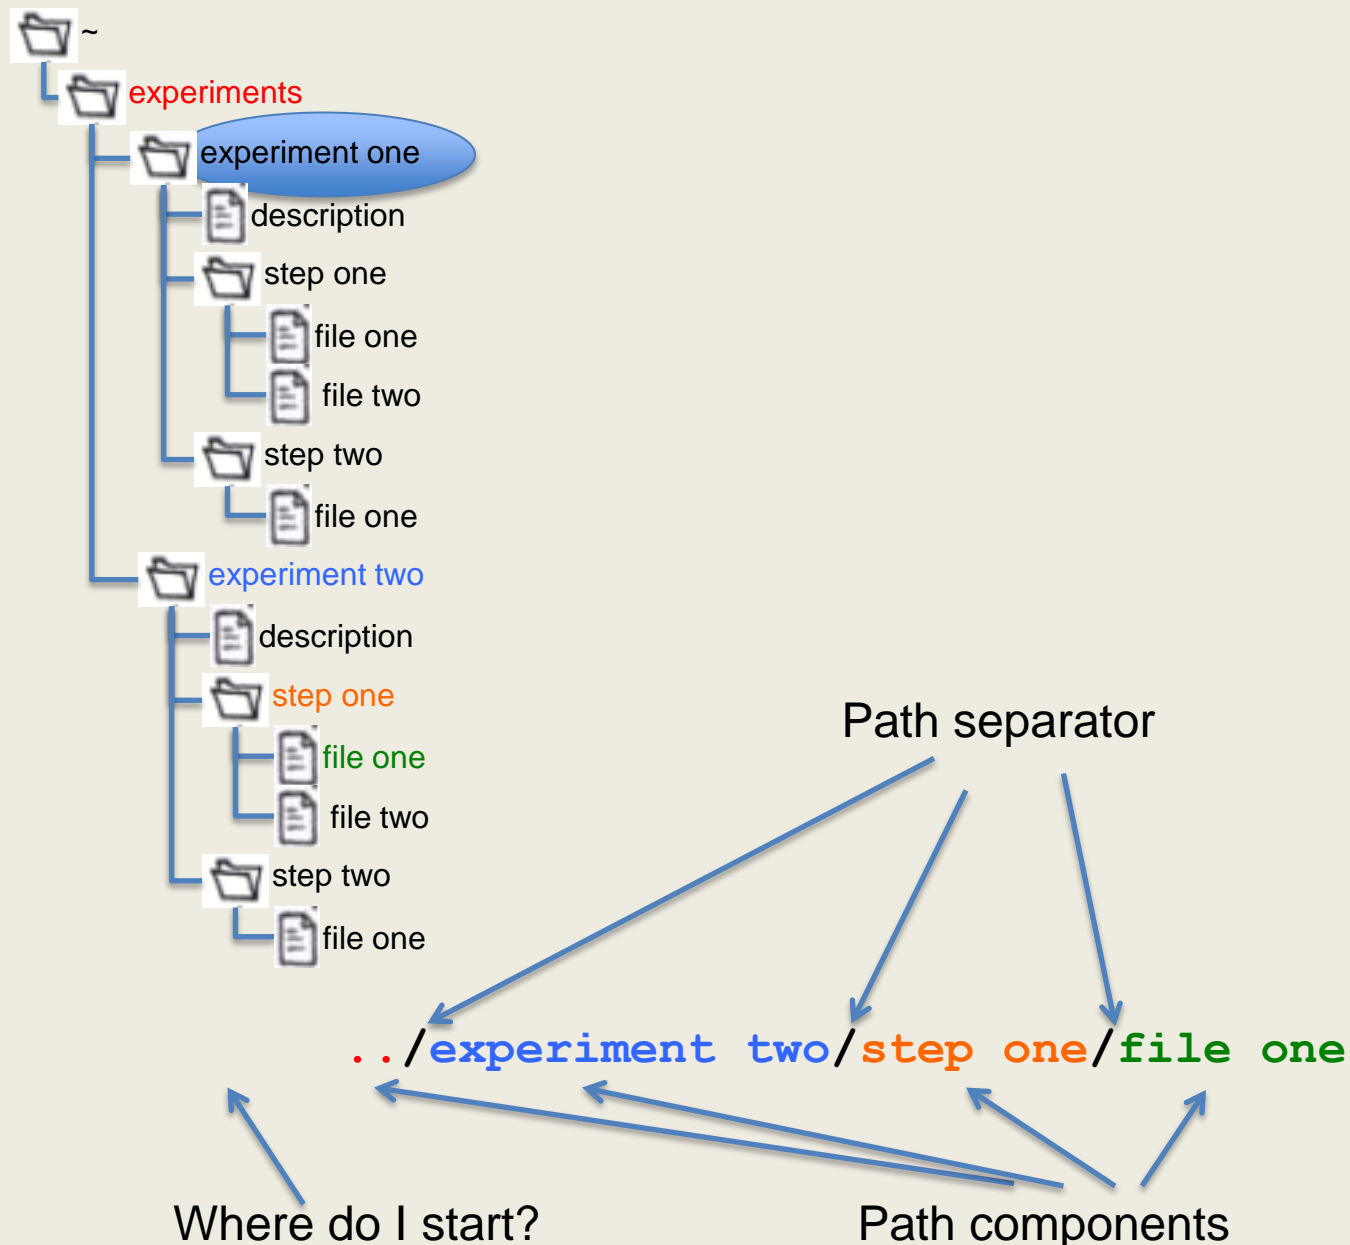 ~
experiments
experiment one
description
step one
file one
file two
step two
file one
experiment two
description
step one
file one
file two
step two
file one
Path separator
../experiment two/step one/file one
Where do I start?
Path components